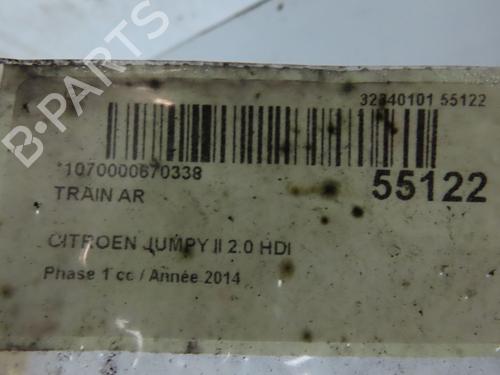 B-PARTS
32340101 55122
*1070000670338
55122
TRAIN AR
CITROEN JUMPY II 2.0 HDI
Phase 1 cc / Année 2014